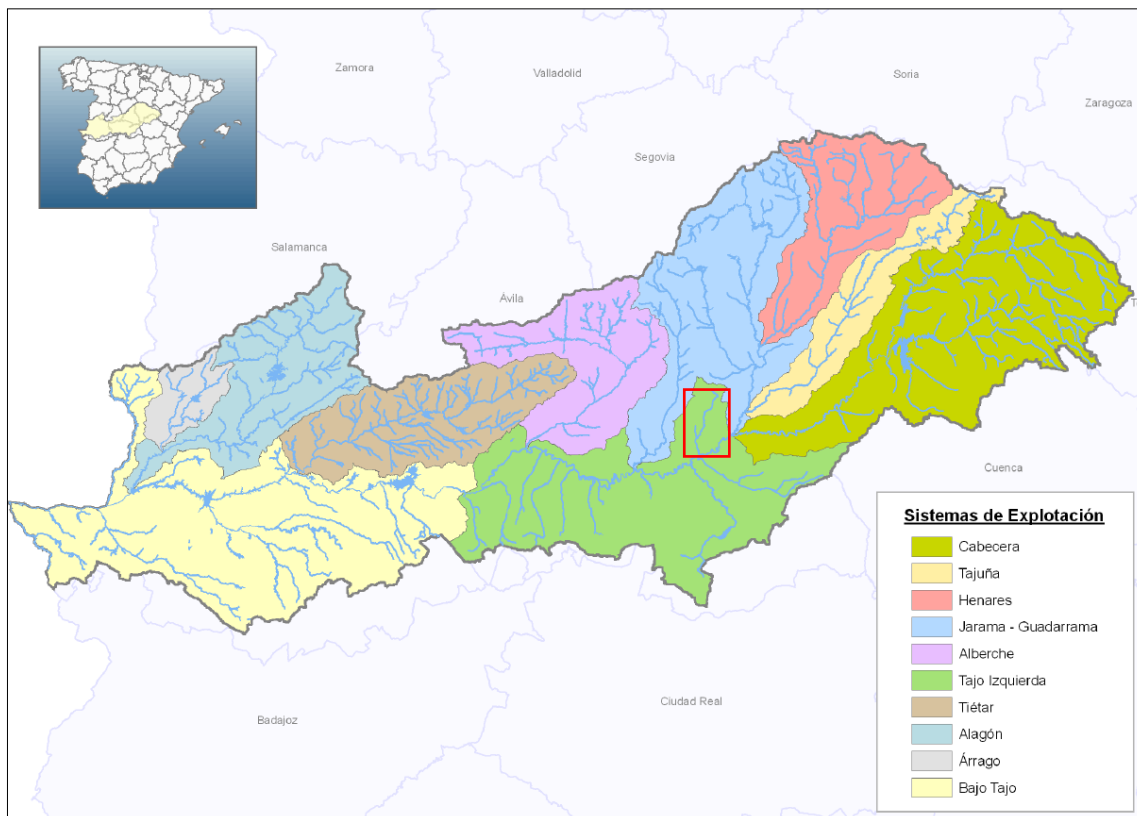 Zamora
Valladolid
Soria
Zaragoza
Segovia
Salamanca
Ávila
Cuenca
Badajoz
Ciudad Real
Sistemas de Explotación
Cabecera
Tajuña
Henares
Jarama - Guadarrama
Alberche
Tajo Izquierda
Tiétar
Alagón
Árrago
Bajo Tajo